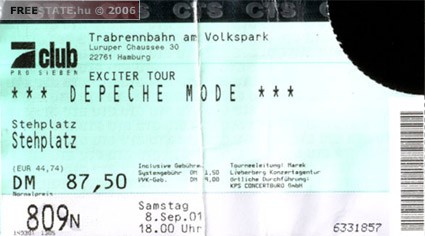 FREESTATE.hu © 2006
CTS CTS
Trabrennbahn am Volkspark
Luruper Chaussee 30
22761 Hamburg
club
PRO SIEBEN
EXCITER TOUR
*** DEPECHE MODE ***
Stehplatz
Stehplatz
(EUR 44,74)
DM 87,50
Normalpreis
Inclusive Gebühren
Systemgebühr DM 1,50
VVK-Geb. DM 9,00
Tourneeleitung: Marek
Lieberberg Konzertagentur
Örtliche Durchführung:
KPS CONCERTBÜRO GmbH
809N
Samstag
8.Sep.01
18.00 Uhr
6331857